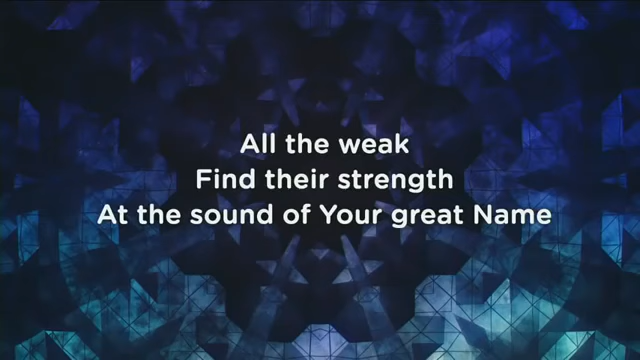 All the weak
Find their strength
At the sound of Your great Name